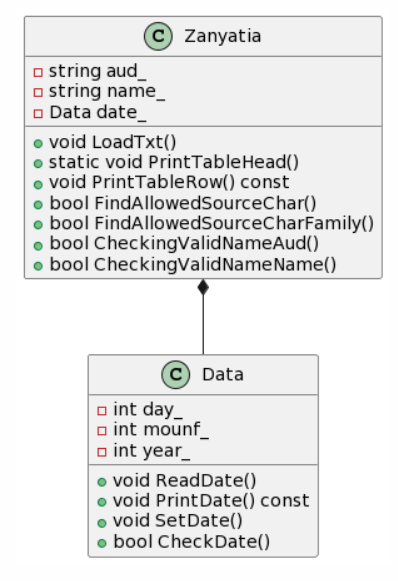 C Zanyatia
string aud_
string name_
Data date_
void LoadTxt()
static void PrintTableHead()
void PrintTableRow() const
bool FindAllowedSourceChar()
bool FindAllowedSourceCharFamily()
bool CheckingValidNameAud()
bool CheckingValidNameName()
C Data
int day_
int mounf_
int year_
void ReadDate()
void PrintDate() const
void SetDate()
bool CheckDate()